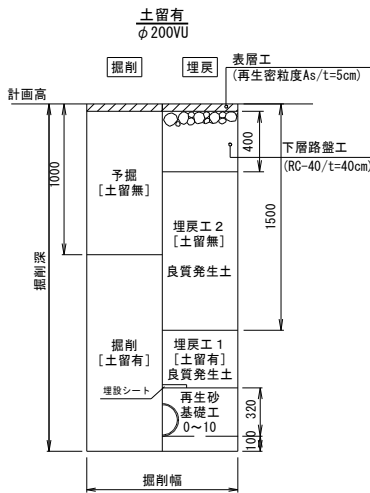 土留有
φ200VU
掘削
埋戻
表層工
(再生密粒度As/t=5cm)
計画高
400
下層路盤工
(RC-40/t=40cm)
1000
予掘
[土留無]
1500
埋戻工2
[土留無]
良質発生土
掘削深
掘削
[土留有]
埋戻工1
[土留有]
良質発生土
埋設シート
再生砂
基礎工
0~10
320
100
掘削幅